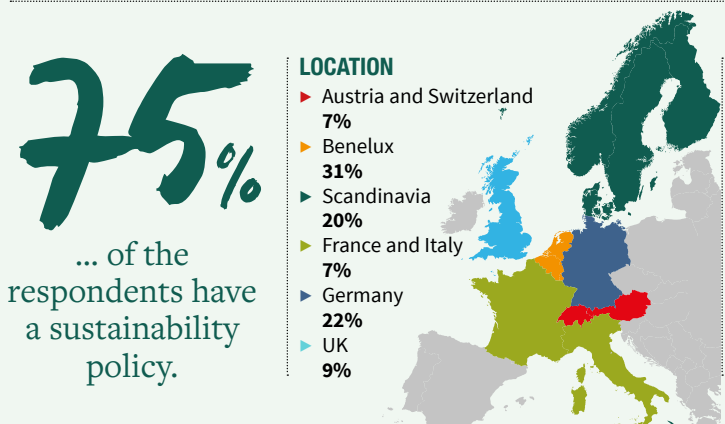 75%
... of the
respondents have
a sustainability
policy.
LOCATION
Austria and Switzerland
7%
Benelux
31%
Scandinavia
20%
France and Italy
7%
Germany
22%
UK
9%